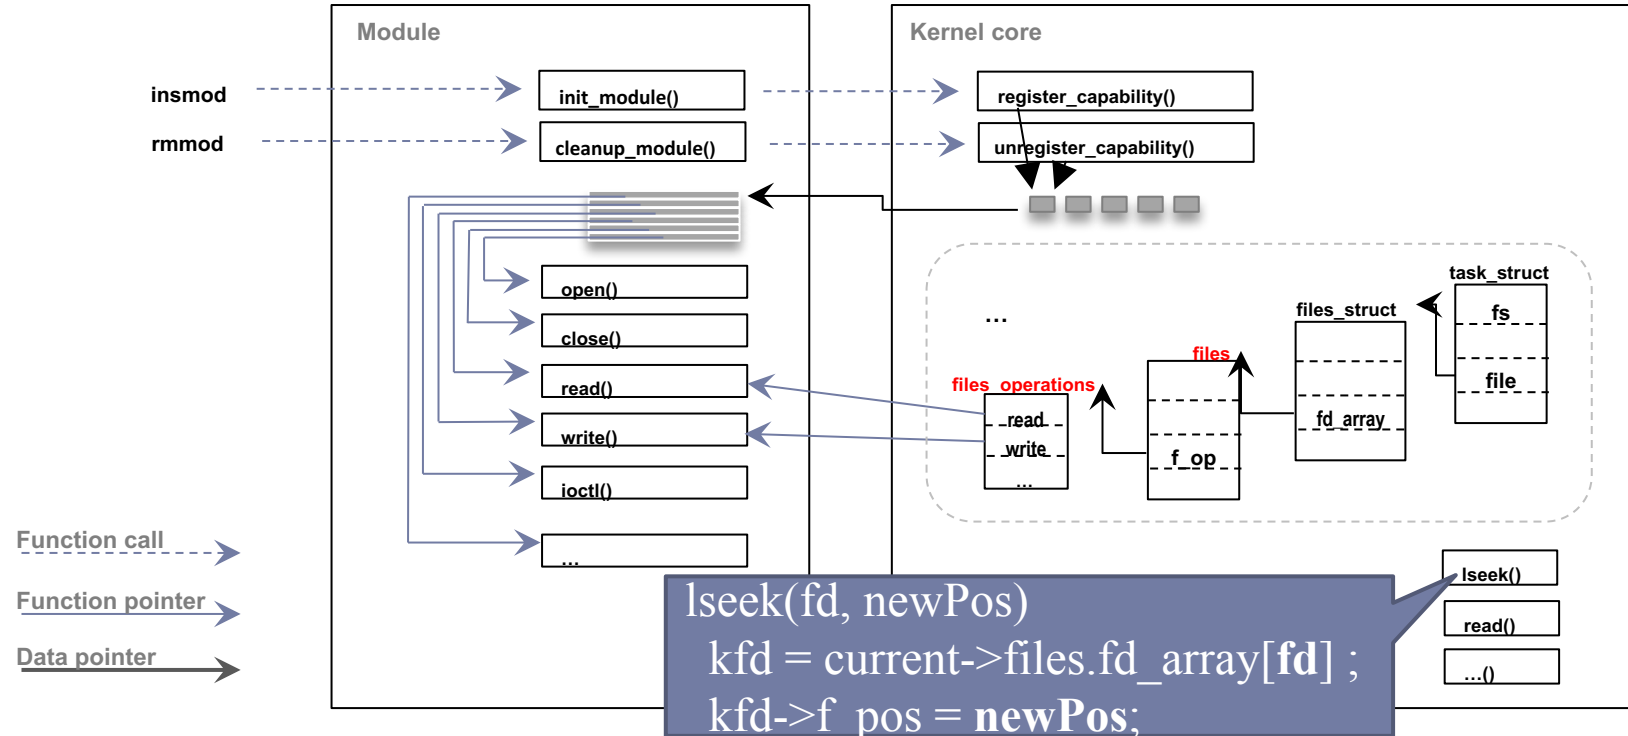 Module
Kernel core
insmod
init_module()
register_capability()
rmmod
cleanup_module()
unregister_capability()
open()
close()
read()
write()
ioctl()
...
...
files_operations
read
write
...
files
f_op
files_struct
fd_array
task_struct
fs
file
Function call
Function pointer
Data pointer
lseek()
read()
...()
lseek(fd, newPos)
kfd = current->files.fd_array[fd] ;
kfd->f_pos = newPos;